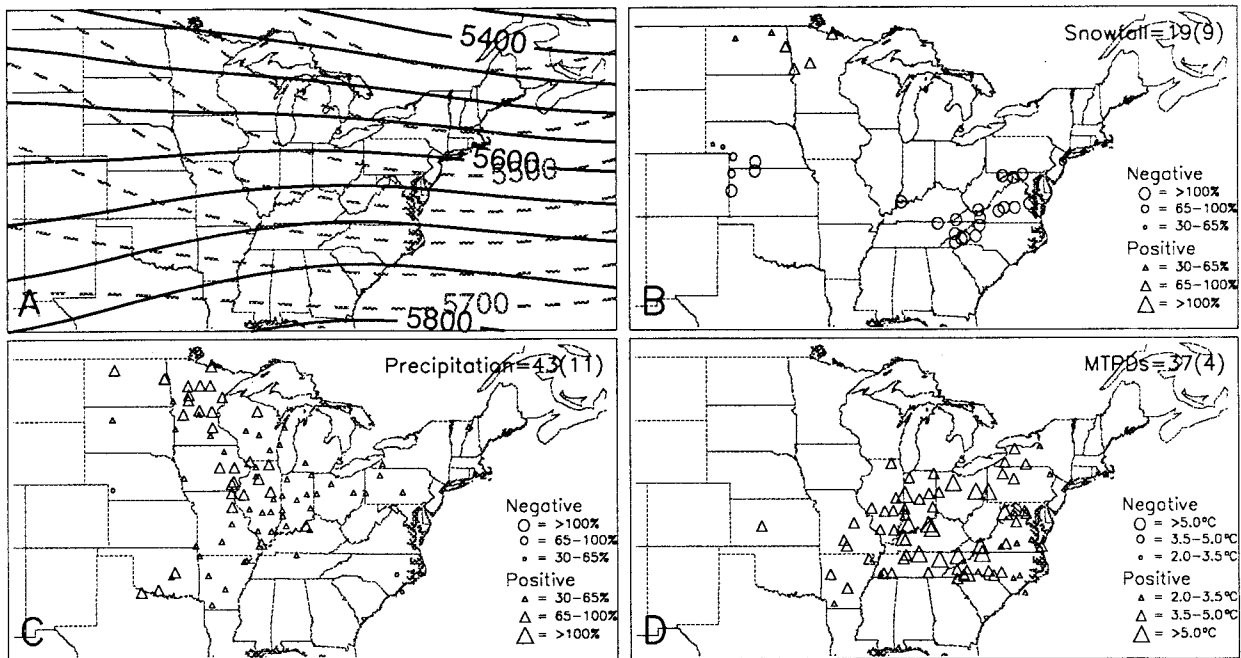 5400
5600
5500
5700
5800
A
Snowfall=19(9)
Negative
= >100%
= 65-100%
= 30-65%
Positive
= 30-65%
= 65-100%
= >100%
B
Precipitation=43(11)
Negative
= >100%
= 65-100%
= 30-65%
Positive
= 30-65%
= 65-100%
= >100%
C
MTPDs=37(4)
Negative
= >5.0°C
= 3.5-5.0°C
= 2.0-3.5°C
Positive
= 2.0-3.5°C
= 3.5-5.0°C
= >5.0°C
D